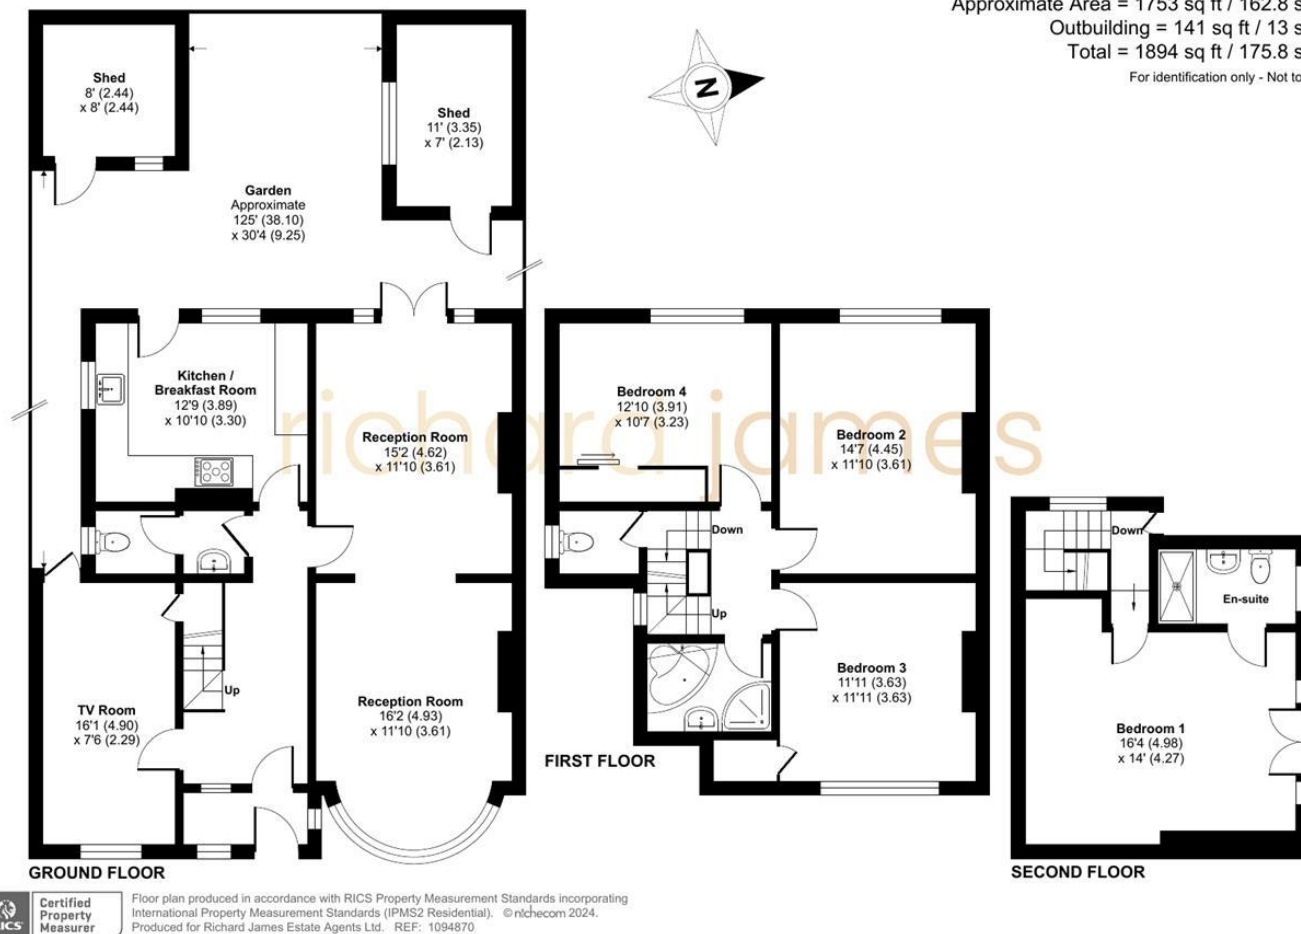 Approximate Area = 1753 sq ft / 162.8 s
Outbuilding = 141 sq ft / 13 s
Total = 1894 sq ft / 175.8 s
For identification only - Not to
N
Shed
8' (2.44)
x 8' (2.44)
Shed
11' (3.35)
x 7' (2.13)
Garden
Approximate
125' (38.10)
x 30'4 (9.25)
Kitchen /
Breakfast Room
12'9 (3.89)
x 10'10 (3.30)
Reception Room
15'2 (4.62)
x 11'10 (3.61)
TV Room
16'1 (4.90)
x 7'6 (2.29)
Up
Reception Room
16'2 (4.93)
x 11'10 (3.61)
GROUND FLOOR
richard james
Bedroom 4
12'10 (3.91)
x 10'7 (3.23)
Bedroom 2
14'7 (4.45)
x 11'10 (3.61)
Down
Up
Bedroom 3
11'11 (3.63)
x 11'11 (3.63)
FIRST FLOOR
Down
En-suite
Bedroom 1
16'4 (4.98)
x 14' (4.27)
SECOND FLOOR
RICS
Certified
Property
Measurer
Floor plan produced in accordance with RICS Property Measurement Standards incorporating
International Property Measurement Standards (IPMS2 Residential). © nıchecom 2024.
Produced for Richard James Estate Agents Ltd. REF: 1094870